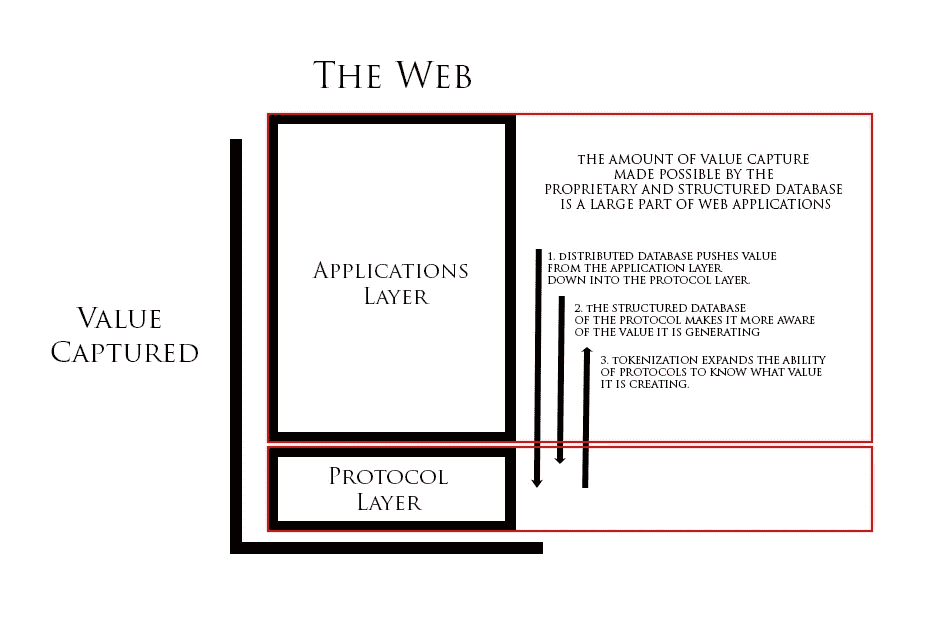 The Web
The amount of value capture
made possible by the
proprietary and structured database
is a large part of web applications
1. Distributed database pushes value
from the application layer
down into the protocol layer.
Applications
Layer
2. The structured database
of the protocol makes it more aware
of the value it is generating
Value
Captured
3. Tokenization expands the ability
of protocols to know what value
it is creating.
Protocol
Layer